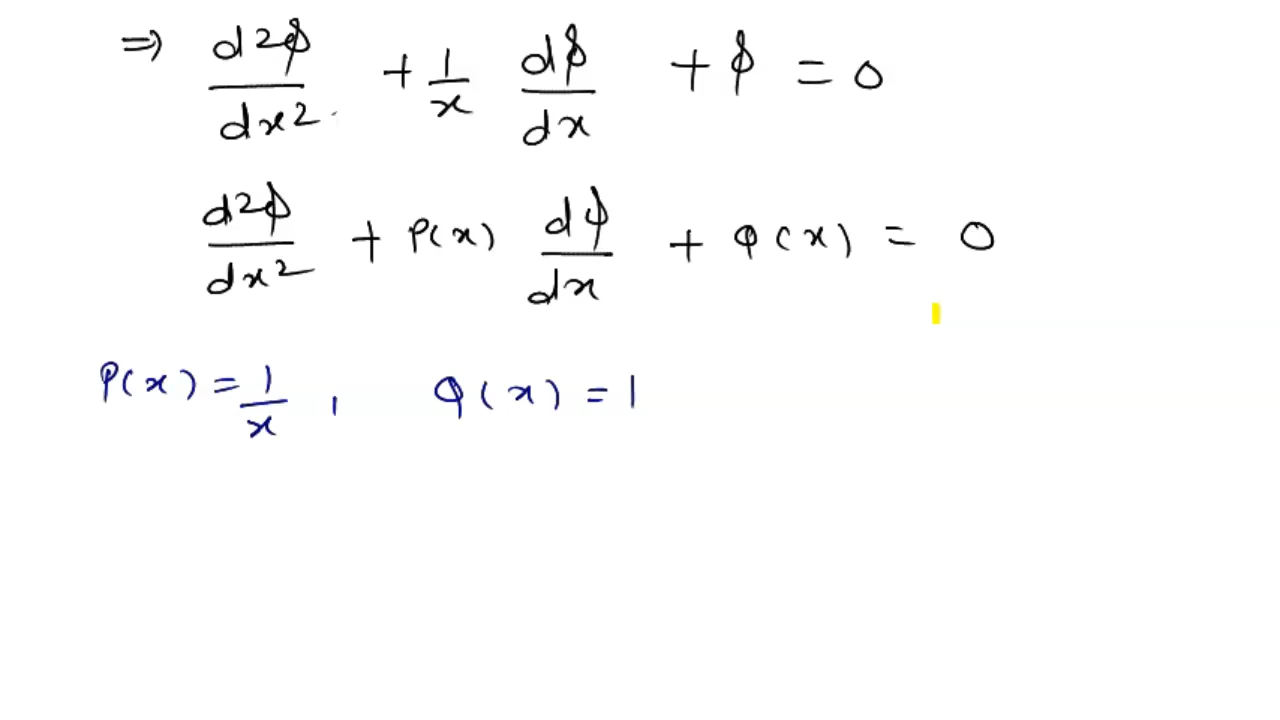 ⇒ d²ϕ/dx² + 1/x dϕ/dx + ϕ = 0
d²ϕ/dx² + P(x) dϕ/dx + Q(x) = 0
P(x) = 1/x , Q(x) = 1